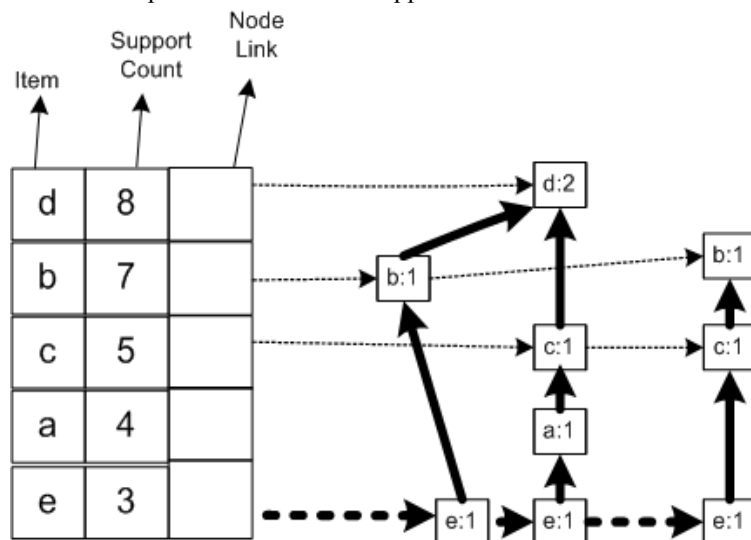 Node
Link
Support
Count
Item
d 8
b 7
c 5
a 4
e 3
d:2
b:1
b:1
c:1
c:1
a:1
e:1
e:1
e:1